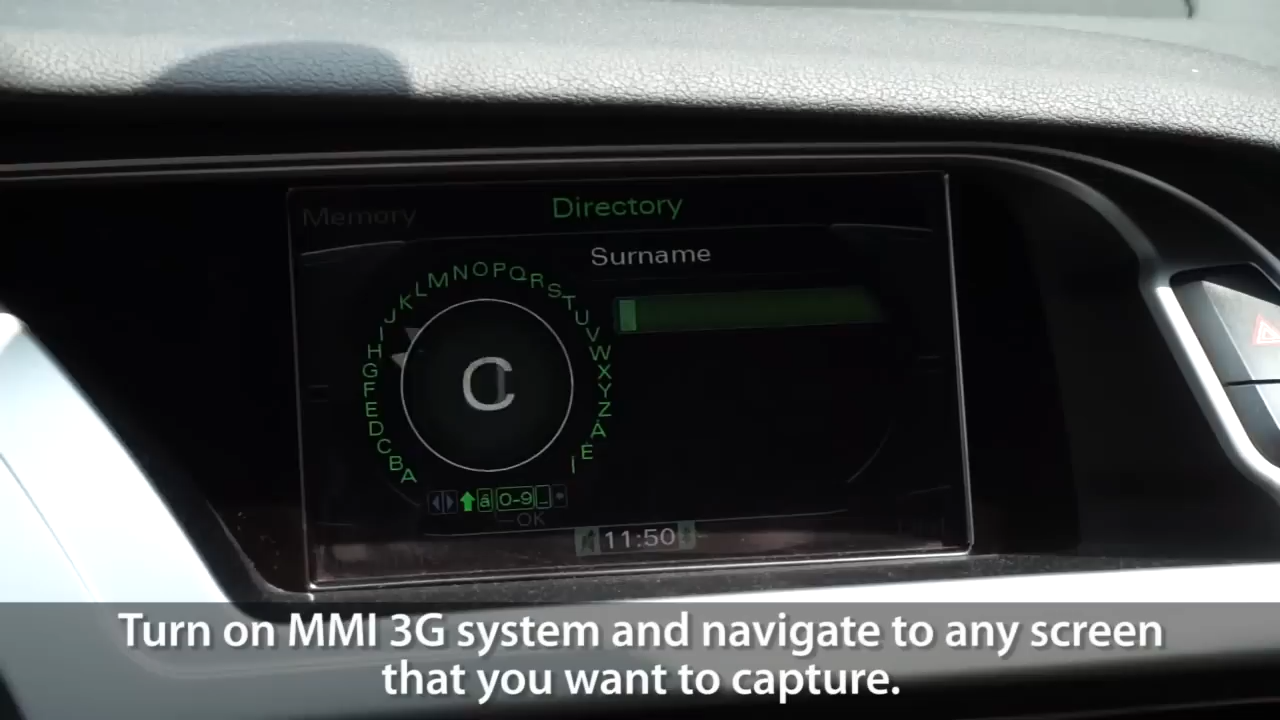 Memory
Directory
Surname
A B C D E F G H I J K L M N O P Q R S T U V W X Y Z
C
á 0-9 _
OK
11:50
Turn on MMI 3G system and navigate to any screen
that you want to capture.